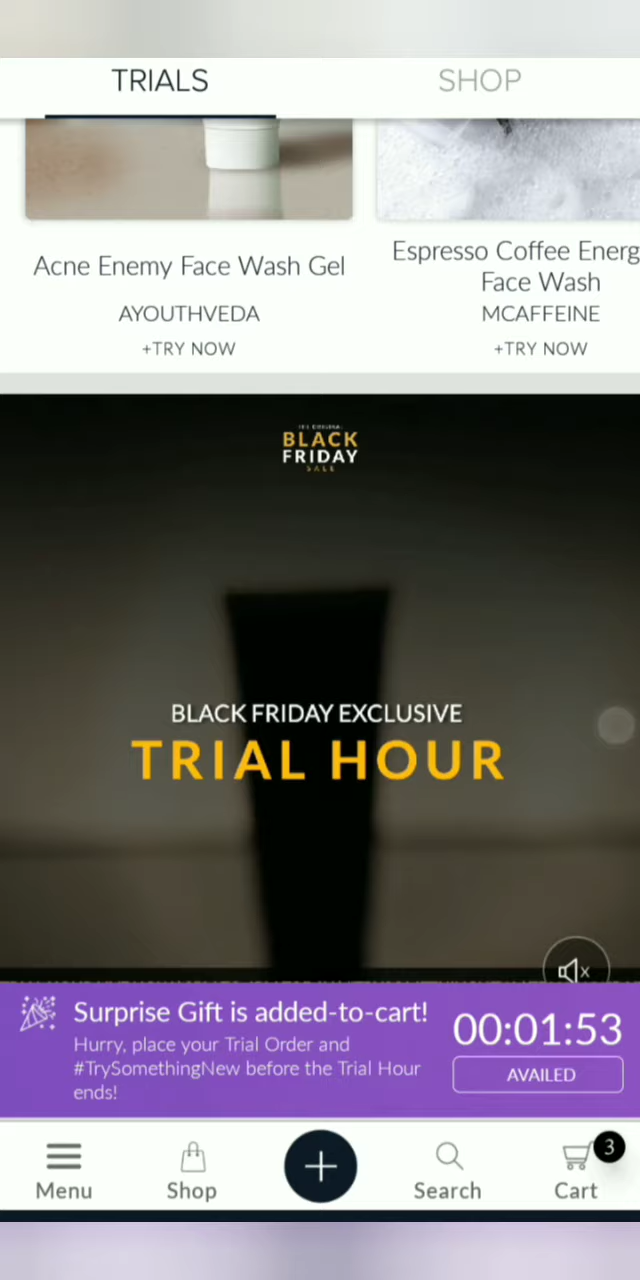 TRIALS
SHOP
Acne Enemy Face Wash Gel
AYOUTHVEDA
+TRY NOW
Espresso Coffee Energ
Face Wash
MCAFFEINE
+TRY NOW
BLACK
FRIDAY
SALE
BLACK FRIDAY EXCLUSIVE
TRIAL HOUR
Surprise Gift is added-to-cart!
Hurry, place your Trial Order and
#TrySomethingNew before the Trial Hour
ends!
00:01:53
AVAILED
Menu
Shop
Search
Cart
3